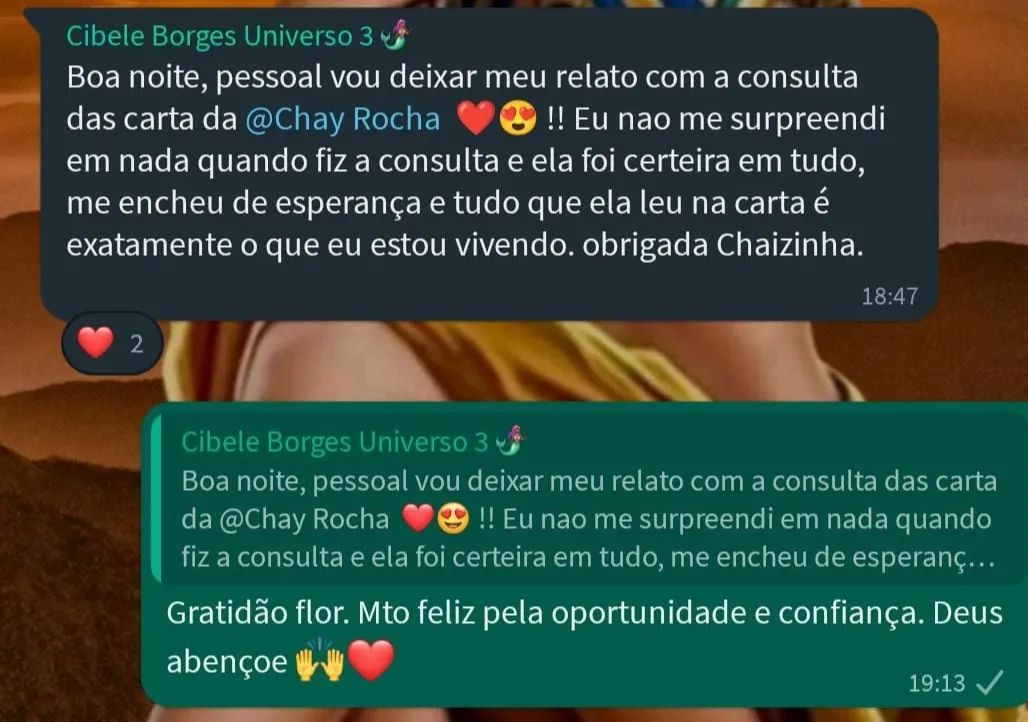 Cibele Borges Universo 3🧜‍♀️
Boa noite, pessoal vou deixar meu relato com a consulta
das carta da @Chay Rocha ❤️😍 !! Eu nao me surpreendi
em nada quando fiz a consulta e ela foi certeira em tudo,
me encheu de esperança e tudo que ela leu na carta é
exatamente o que eu estou vivendo. obrigada Chaizinha.
18:47
❤️ 2
Cibele Borges Universo 3🧜‍♀️
Boa noite, pessoal vou deixar meu relato com a consulta das carta
da @Chay Rocha ❤️😍 !! Eu nao me surpreendi em nada quando
fiz a consulta e ela foi certeira em tudo, me encheu de esperanç…
Gratidão flor. Mto feliz pela oportunidade e confiança. Deus
abençoe 🙌❤️
19:13